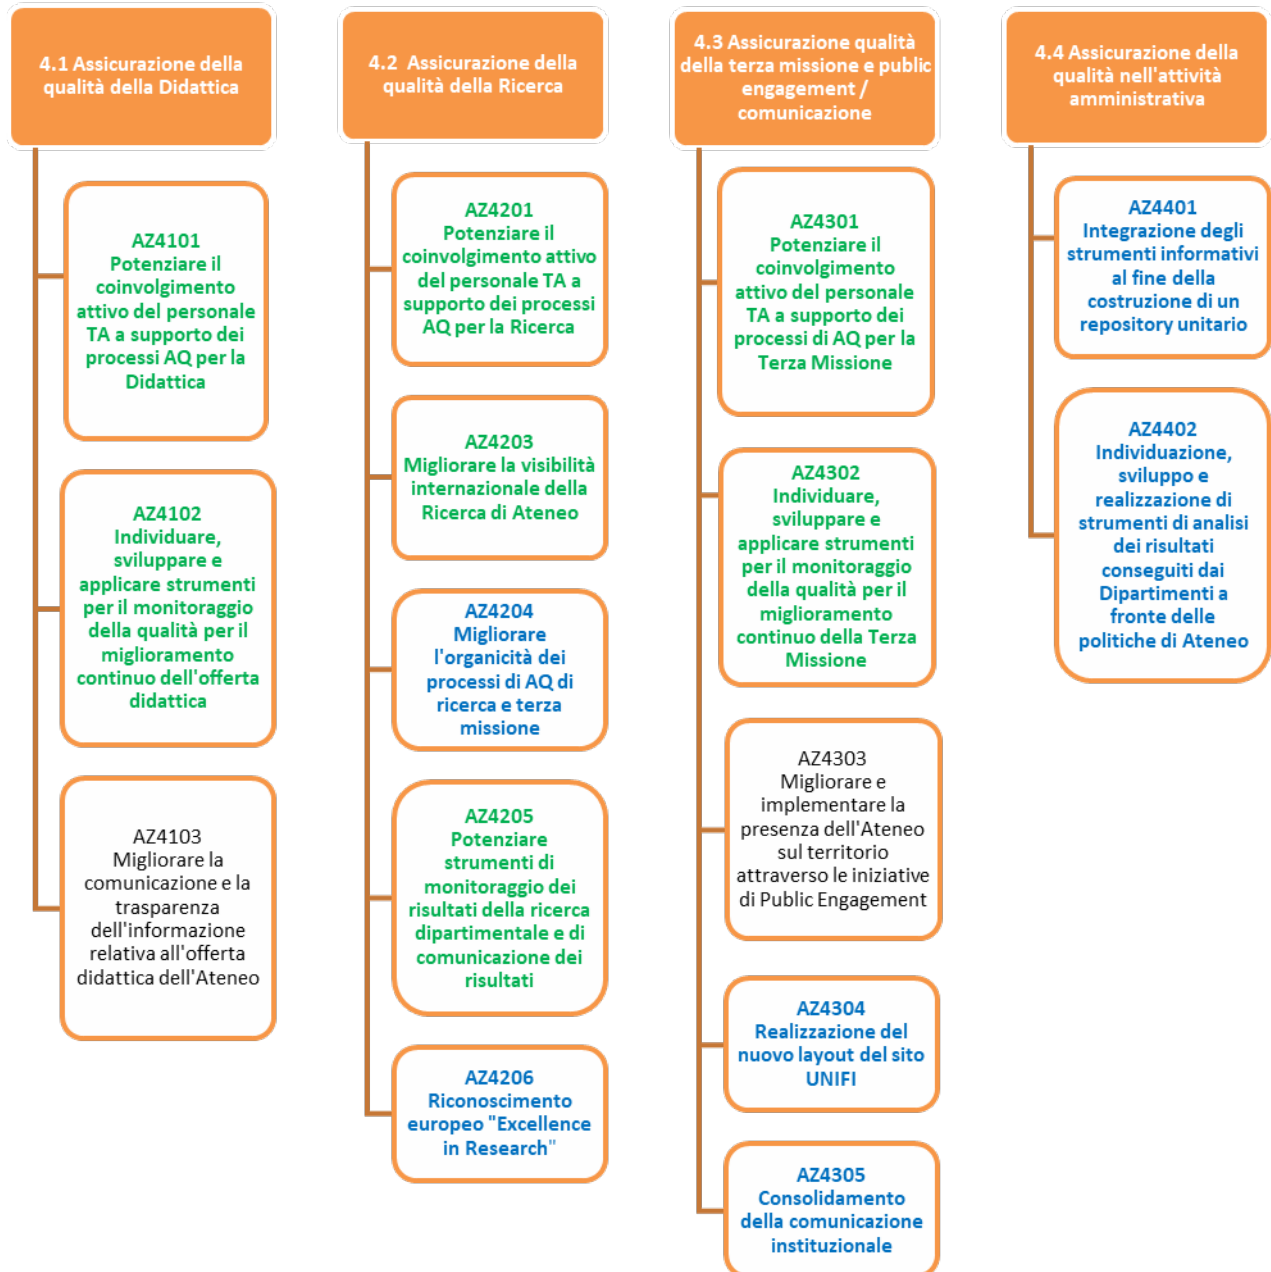 4.1 Assicurazione della
qualità della Didattica
AZ4101
Potenziare il
coinvolgimento
attivo del personale
TA a supporto dei
processi AQ per la
Didattica
AZ4102
Individuare,
sviluppare e
applicare strumenti
per il monitoraggio
della qualità per il
miglioramento
continuo dell'offerta
didattica
AZ4103
Migliorare la
comunicazione e la
trasparenza
dell'informazione
relativa all'offerta
didattica dell'Ateneo
4.2 Assicurazione della
qualità della Ricerca
AZ4201
Potenziare il
coinvolgimento attivo
del personale TA a
supporto dei processi
AQ per la Ricerca
AZ4203
Migliorare la visibilità
internazionale della
Ricerca di Ateneo
AZ4204
Migliorare
l'organicità dei
processi di AQ di
ricerca e terza
missione
AZ4205
Potenziare
strumenti di
monitoraggio dei
risultati della ricerca
dipartimentale e di
comunicazione dei
risultati
AZ4206
Riconoscimento
europeo "Excellence
in Research"
4.3 Assicurazione qualità
della terza missione e public
engagement /
comunicazione
AZ4301
Potenziare il
coinvolgimento
attivo del personale
TA a supporto dei
processi di AQ per la
Terza Missione
AZ4302
Individuare,
sviluppare e
applicare strumenti
per il monitoraggio
della qualità per il
miglioramento
continuo della Terza
Missione
AZ4303
Migliorare e
implementare la
presenza dell'Ateneo
sul territorio
attraverso le iniziative
di Public Engagement
AZ4304
Realizzazione del
nuovo layout del sito
UNIFI
AZ4305
Consolidamento
della comunicazione
instituzionale
4.4 Assicurazione della
qualità nell'attività
amministrativa
AZ4401
Integrazione degli
strumenti informativi
al fine della
costruzione di un
repository unitario
AZ4402
Individuazione,
sviluppo e
realizzazione di
strumenti di analisi
dei risultati
conseguiti dai
Dipartimenti a
fronte delle
politiche di Ateneo